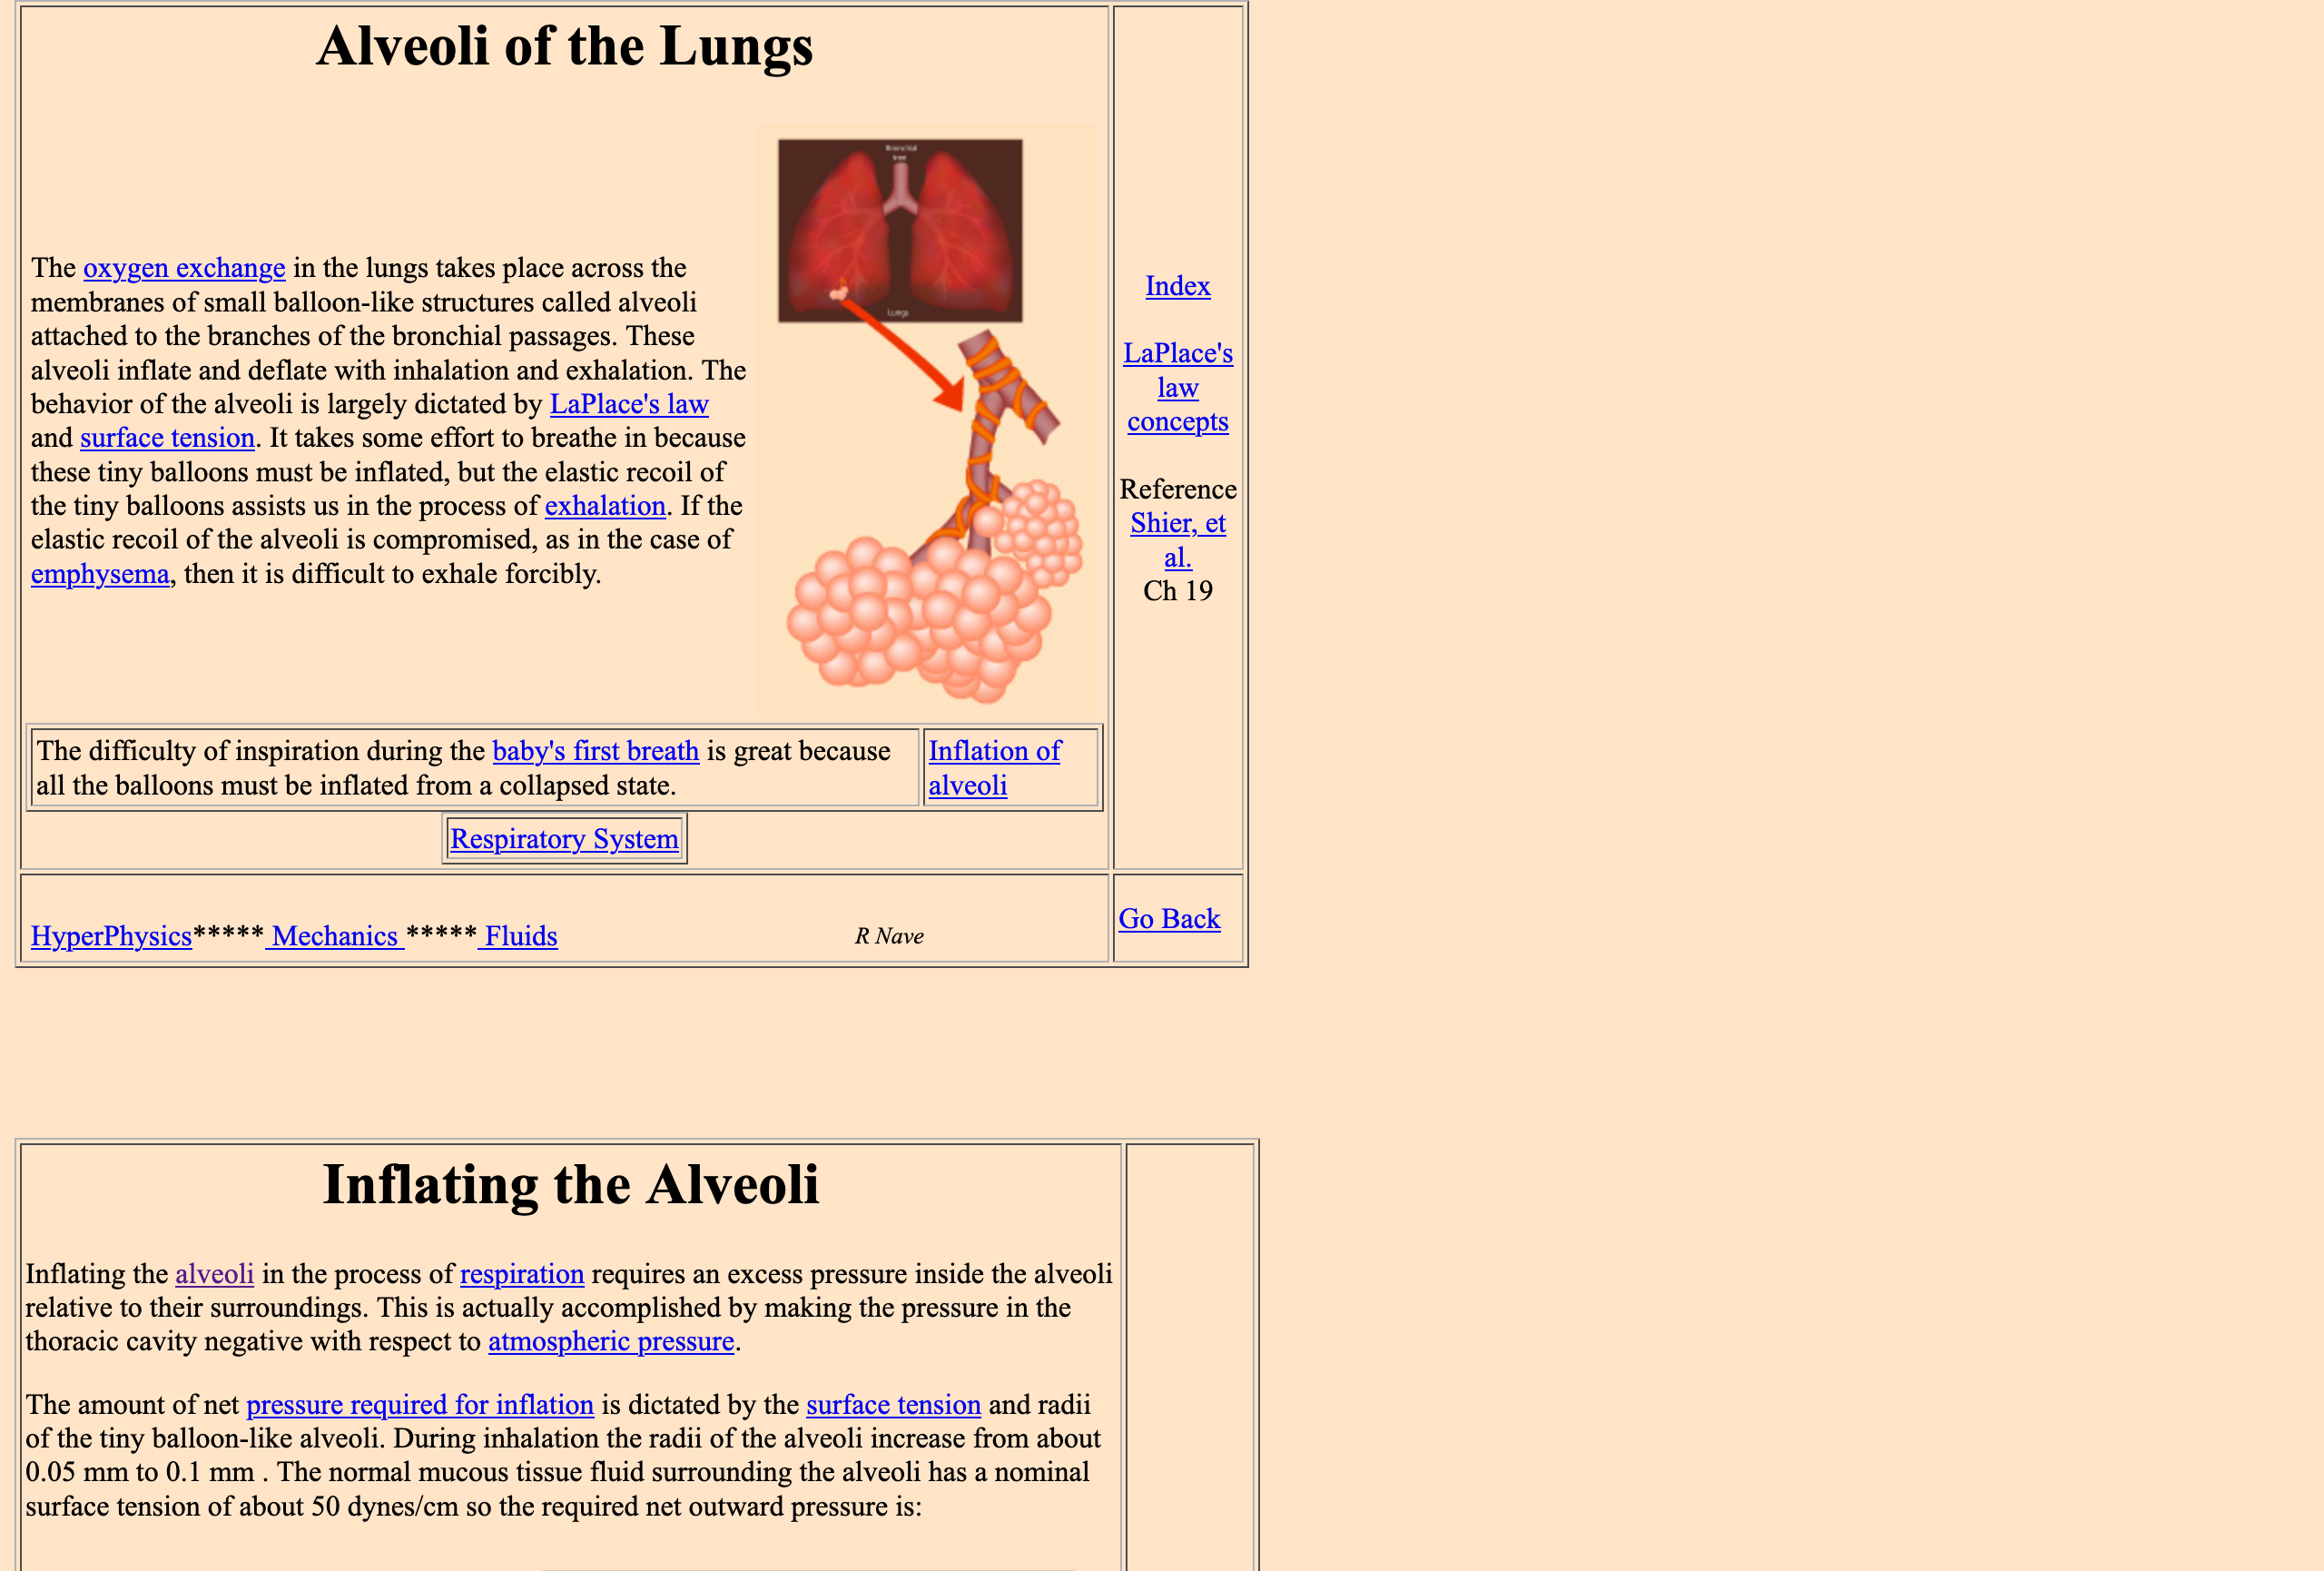 Alveoli of the Lungs
Bronchial
tree
Lungs
The oxygen exchange in the lungs takes place across the
membranes of small balloon-like structures called alveoli
attached to the branches of the bronchial passages. These
alveoli inflate and deflate with inhalation and exhalation. The
behavior of the alveoli is largely dictated by LaPlace's law
and surface tension. It takes some effort to breathe in because
these tiny balloons must be inflated, but the elastic recoil of
the tiny balloons assists us in the process of exhalation. If the
elastic recoil of the alveoli is compromised, as in the case of
emphysema, then it is difficult to exhale forcibly.
The difficulty of inspiration during the baby's first breath is great because
all the balloons must be inflated from a collapsed state.
Inflation of
alveoli
Respiratory System
Index
LaPlace's
law
concepts
Reference
Shier, et
al.
Ch 19
HyperPhysics***** Mechanics ***** Fluids
R Nave
Go Back
Inflating the Alveoli
Inflating the alveoli in the process of respiration requires an excess pressure inside the alveoli
relative to their surroundings. This is actually accomplished by making the pressure in the
thoracic cavity negative with respect to atmospheric pressure.
The amount of net pressure required for inflation is dictated by the surface tension and radii
of the tiny balloon-like alveoli. During inhalation the radii of the alveoli increase from about
0.05 mm to 0.1 mm . The normal mucous tissue fluid surrounding the alveoli has a nominal
surface tension of about 50 dynes/cm so the required net outward pressure is: